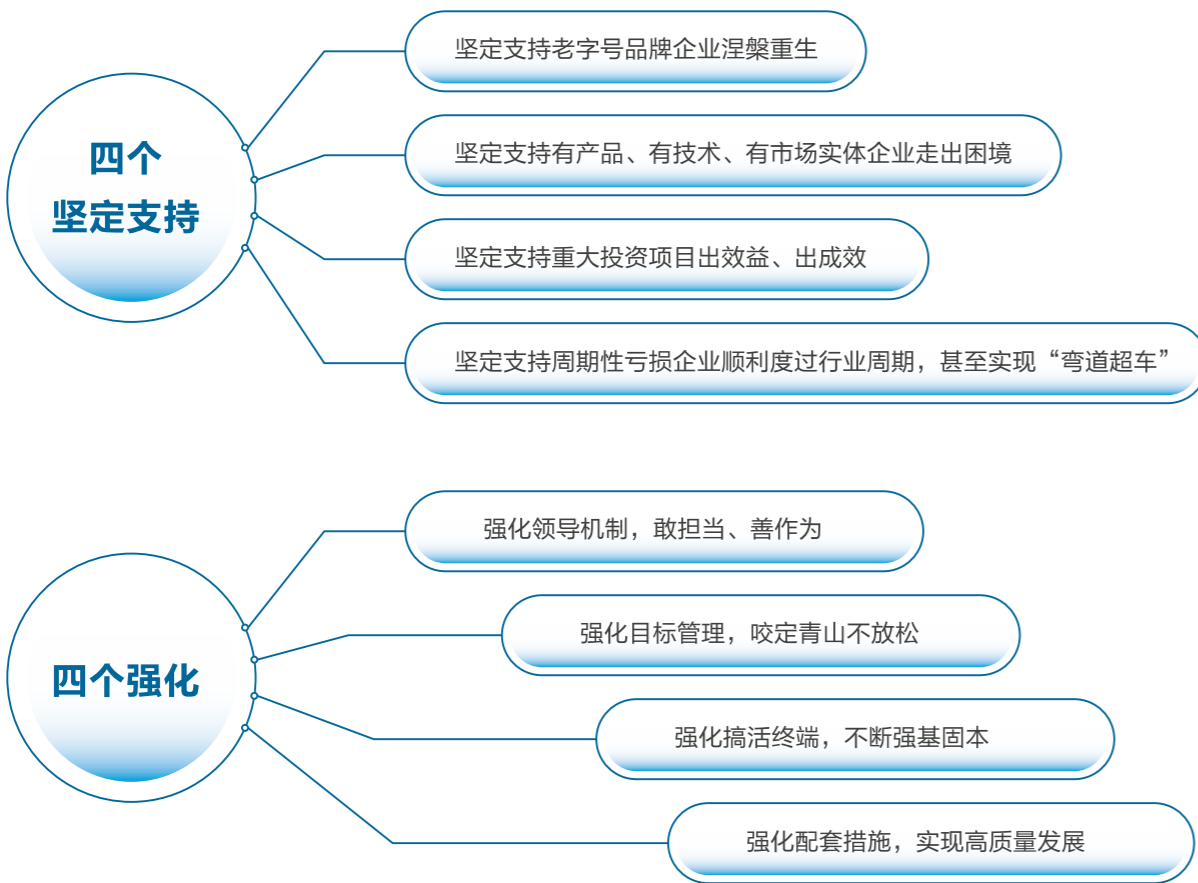 四个
坚定支持
坚定支持老字号品牌企业涅槃重生
坚定支持有产品、有技术、有市场实体企业走出困境
坚定支持重大投资项目出效益、出成效
坚定支持周期性亏损企业顺利度过行业周期，甚至实现“弯道超车”
四个强化
强化领导机制，敢担当、善作为
强化目标管理，咬定青山不放松
强化搞活终端，不断强基固本
强化配套措施，实现高质量发展